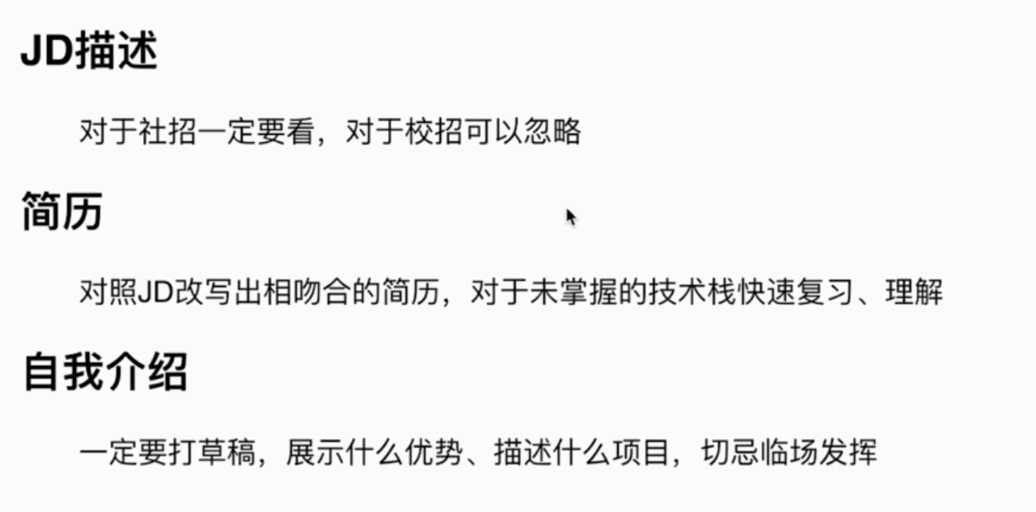 JD描述
对于社招一定要看，对于校招可以忽略
简历
对照JD改写出相吻合的简历，对于未掌握的技术栈快速复习、理解
自我介绍
一定要打草稿，展示什么优势、描述什么项目，切忌临场发挥